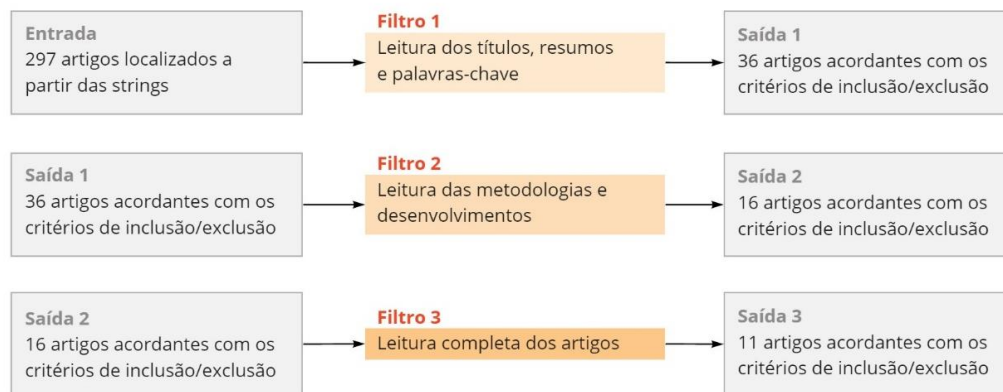 Entrada
297 artigos localizados a
partir das strings
Filtro 1
Leitura dos títulos, resumos
e palavras-chave
Saída 1
36 artigos acordantes com os
critérios de inclusão/exclusão
Saída 1
36 artigos acordantes com os
critérios de inclusão/exclusão
Filtro 2
Leitura das metodologias e
desenvolvimentos
Saída 2
16 artigos acordantes com os
critérios de inclusão/exclusão
Saída 2
16 artigos acordantes com os
critérios de inclusão/exclusão
Filtro 3
Leitura completa dos artigos
Saída 3
11 artigos acordantes com os
critérios de inclusão/exclusão